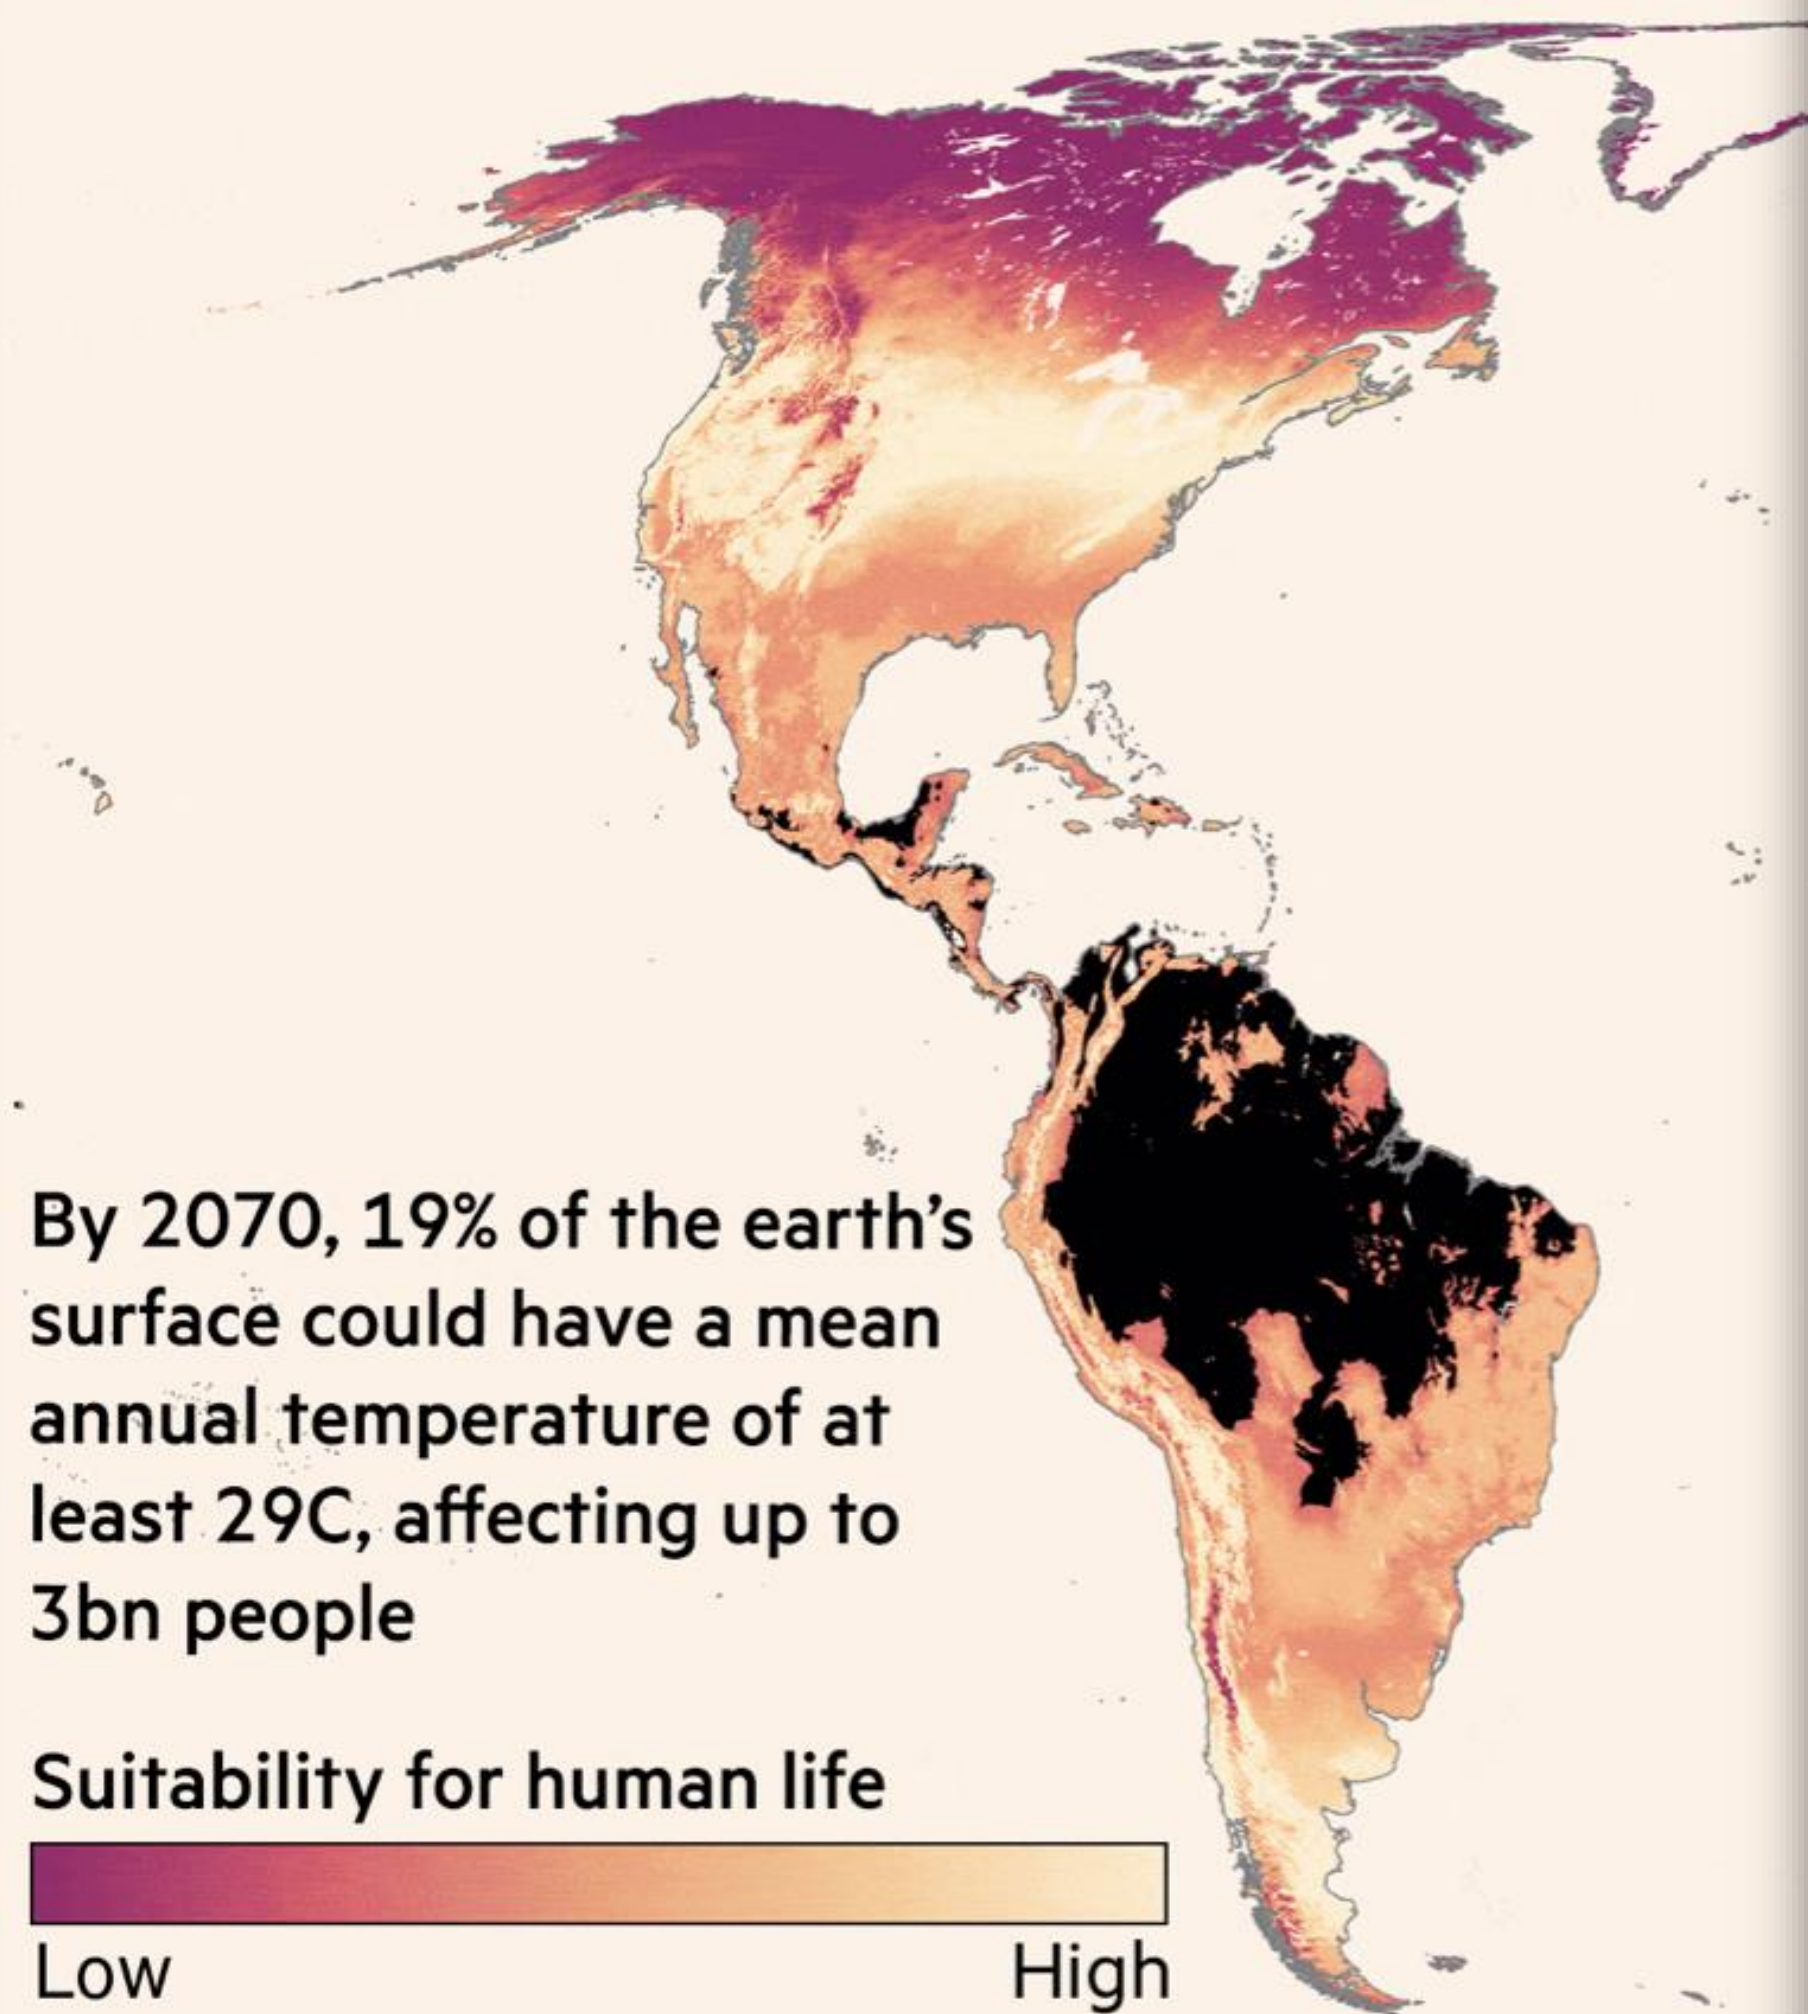 By 2070, 19% of the earth's
surface could have a mean
annual temperature of at
least 29C, affecting up to
3bn people
Suitability for human life
Low
High